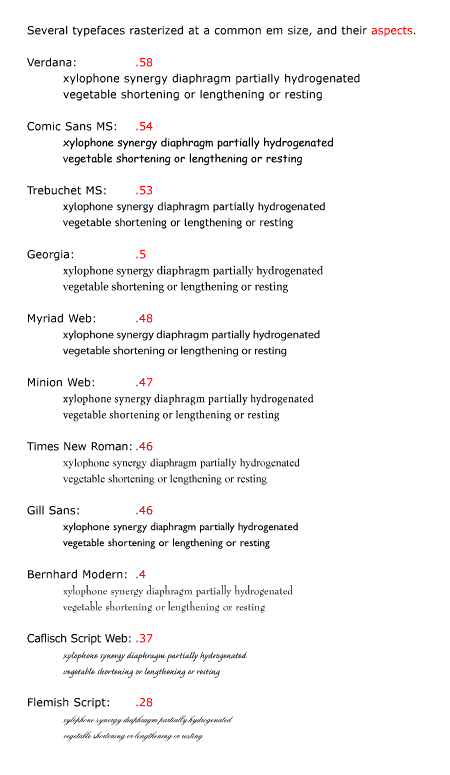 Several typefaces rasterized at a common em size, and their aspects.
Verdana: .58
xylophone synergy diaphragm partially hydrogenated
vegetable shortening or lengthening or resting
Comic Sans MS: .54
xylophone synergy diaphragm partially hydrogenated
vegetable shortening or lengthening or resting
Trebuchet MS: .53
xylophone synergy diaphragm partially hydrogenated
vegetable shortening or lengthening or resting
Georgia: .5
xylophone synergy diaphragm partially hydrogenated
vegetable shortening or lengthening or resting
Myriad Web: .48
xylophone synergy diaphragm partially hydrogenated
vegetable shortening or lengthening or resting
Minion Web: .47
xylophone synergy diaphragm partially hydrogenated
vegetable shortening or lengthening or resting
Times New Roman: .46
xylophone synergy diaphragm partially hydrogenated
vegetable shortening or lengthening or resting
Gill Sans: .46
xylophone synergy diaphragm partially hydrogenated
vegetable shortening or lengthening or resting
Bernhard Modern: .4
xylophone synergy diaphragm partially hydrogenated
vegetable shortening or lengthening or resting
Caflisch Script Web: .37
xylophone synergy diaphragm partially hydrogenated
vegetable shortening or lengthening or resting
Flemish Script: .28
xylophone synergy diaphragm partially hydrogenated
vegetable shortening or lengthening or resting